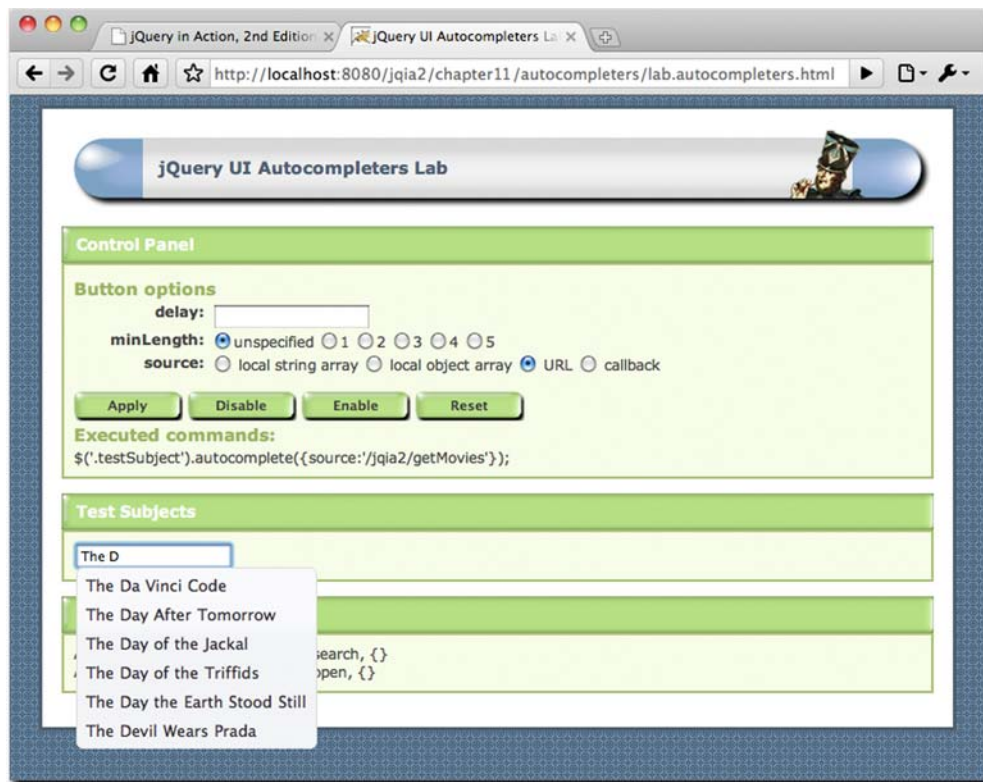 jQuery in Action, 2nd Edition
jQuery UI Autocompleters La
http://localhost:8080/jqia2/chapter11/autocompleters/lab.autocompleters.html
jQuery UI Autocompleters Lab
Control Panel
Button options
delay:
minLength: unspecified 1 2 3 4 5
source: local string array local object array URL callback
Apply Disable Enable Reset
Executed commands:
$('.testSubject').autocomplete({source:'/jqia2/getMovies'});
Test Subjects
The D
The Da Vinci Code
The Day After Tomorrow
The Day of the Jackal
The Day of the Triffids
The Day the Earth Stood Still
The Devil Wears Prada
search, {}
open, {}